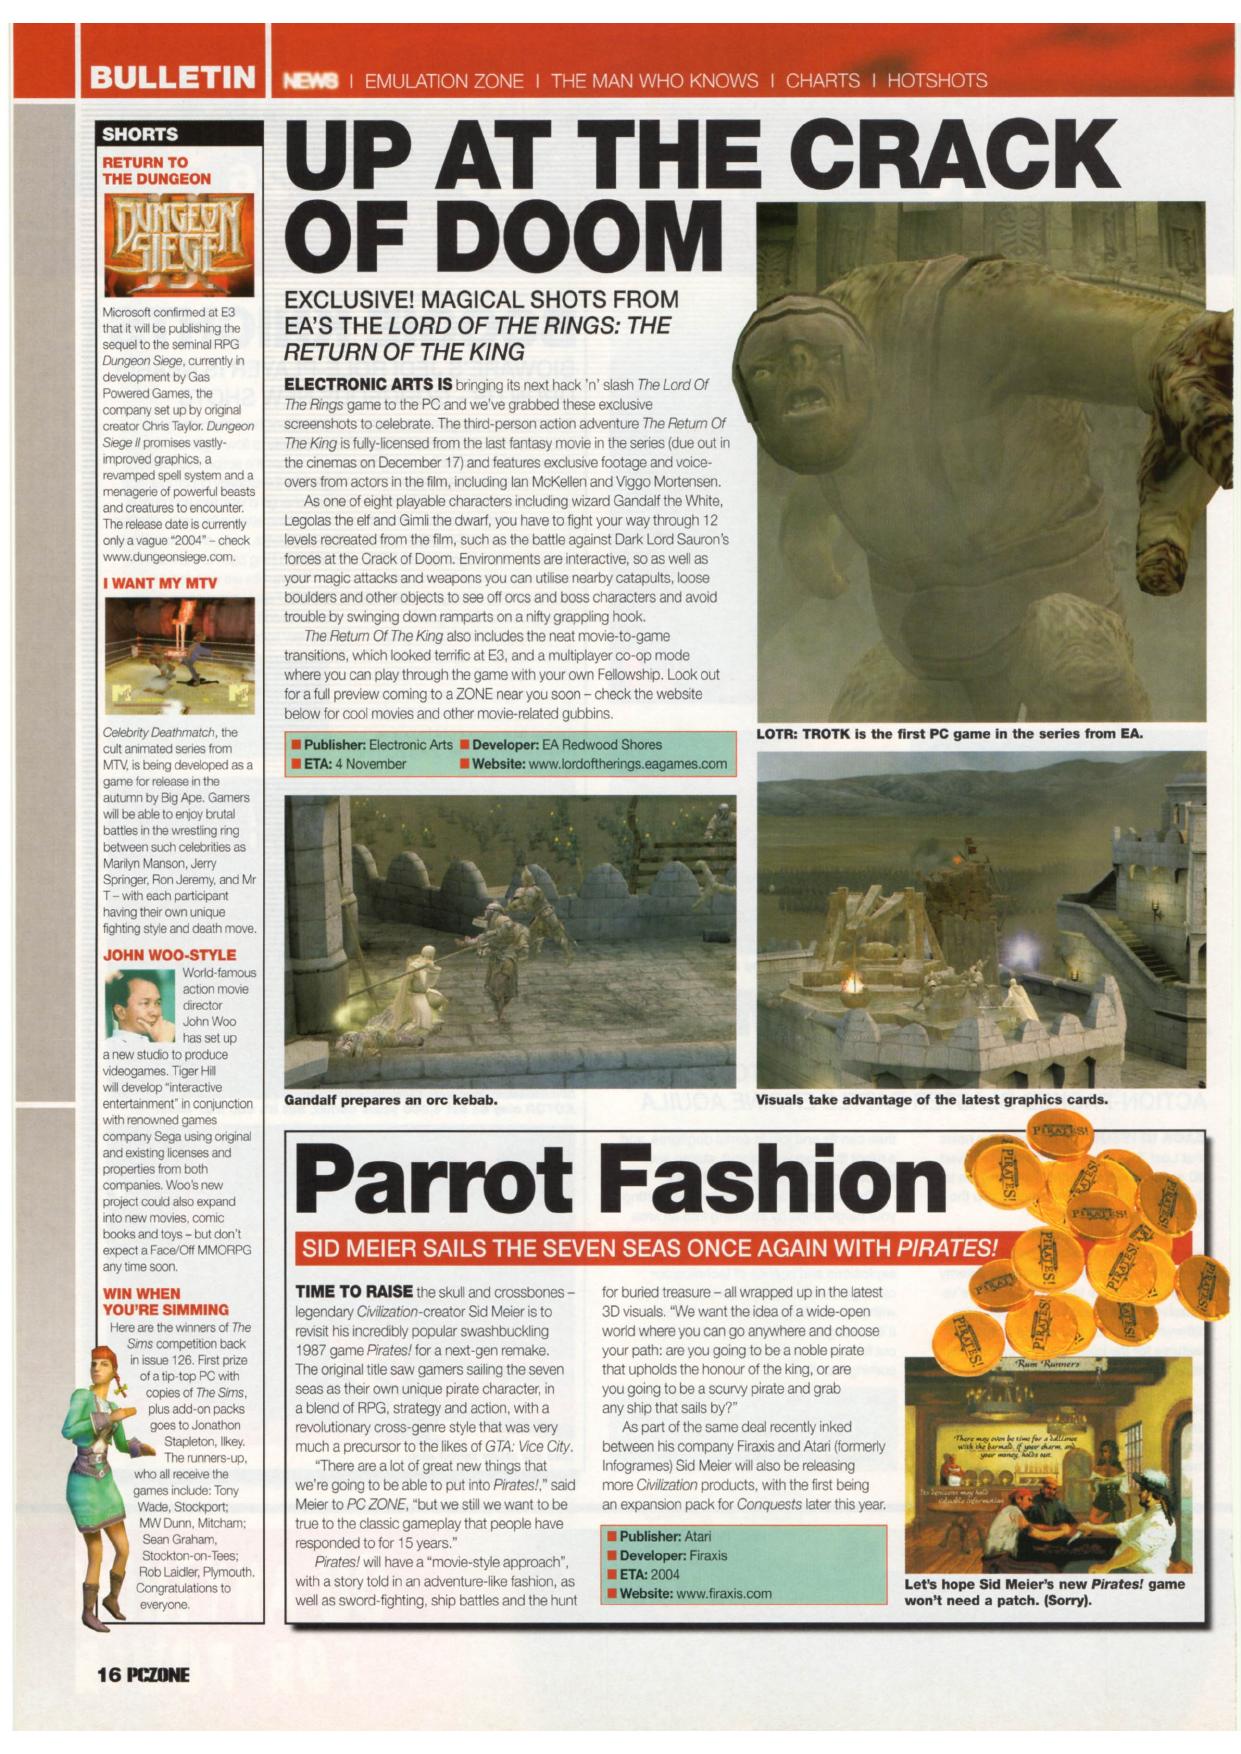 BULLETIN
NEWS | EMULATION ZONE | THE MAN WHO KNOWS | CHARTS | HOTSHOTS
SHORTS
RETURN TO
THE DUNGEON
DUNGEON
SIEGE
II
Microsoft confirmed at E3
that it will be publishing the
sequel to the seminal RPG
Dungeon Siege, currently in
development by Gas
Powered Games, the
company set up by original
creator Chris Taylor. Dungeon
Siege II promises vastly-
improved graphics, a
revamped spell system and a
menagerie of powerful beasts
and creatures to encounter.
The release date is currently
only a vague "2004" – check
www.dungeonsiege.com.
I WANT MY MTV
Celebrity Deathmatch, the
cult animated series from
MTV, is being developed as a
game for release in the
autumn by Big Ape. Gamers
will be able to enjoy brutal
battles in the wrestling ring
between such celebrities as
Marilyn Manson, Jerry
Springer, Ron Jeremy, and Mr
T – with each participant
having their own unique
fighting style and death move.
JOHN WOO-STYLE
World-famous
action movie
director
John Woo
has set up
a new studio to produce
videogames. Tiger Hill
will develop "interactive
entertainment" in conjunction
with renowned games
company Sega using original
and existing licenses and
properties from both
companies. Woo's new
project could also expand
into new movies, comic
books and toys – but don't
expect a Face/Off MMORPG
any time soon.
WIN WHEN
YOU'RE SIMMING
Here are the winners of The
Sims competition back
in issue 126. First prize
of a tip-top PC with
copies of The Sims,
plus add-on packs
goes to Jonathon
Stapleton, Ilkey.
The runners-up,
who all receive the
games include: Tony
Wade, Stockport;
MW Dunn, Mitcham;
Sean Graham,
Stockton-on-Tees;
Rob Laidler, Plymouth.
Congratulations to
everyone.
UP AT THE CRACK
OF DOOM
EXCLUSIVE! MAGICAL SHOTS FROM
EA'S THE LORD OF THE RINGS: THE
RETURN OF THE KING
ELECTRONIC ARTS IS bringing its next hack 'n' slash The Lord Of
The Rings game to the PC and we've grabbed these exclusive
screenshots to celebrate. The third-person action adventure The Return Of
The King is fully-licensed from the last fantasy movie in the series (due out in
the cinemas on December 17) and features exclusive footage and voice-
overs from actors in the film, including Ian McKellen and Viggo Mortensen.
As one of eight playable characters including wizard Gandalf the White,
Legolas the elf and Gimli the dwarf, you have to fight your way through 12
levels recreated from the film, such as the battle against Dark Lord Sauron's
forces at the Crack of Doom. Environments are interactive, so as well as
your magic attacks and weapons you can utilise nearby catapults, loose
boulders and other objects to see off orcs and boss characters and avoid
trouble by swinging down ramparts on a nifty grappling hook.
The Return Of The King also includes the neat movie-to-game
transitions, which looked terrific at E3, and a multiplayer co-op mode
where you can play through the game with your own Fellowship. Look out
for a full preview coming to a ZONE near you soon – check the website
below for cool movies and other movie-related gubbins.
■ Publisher: Electronic Arts ■ Developer: EA Redwood Shores
■ ETA: 4 November ■ Website: www.lordoftherings.eagames.com
LOTR: TROTK is the first PC game in the series from EA.
Gandalf prepares an orc kebab.
Visuals take advantage of the latest graphics cards.
Parrot Fashion
SID MEIER SAILS THE SEVEN SEAS ONCE AGAIN WITH PIRATES!
TIME TO RAISE the skull and crossbones –
legendary Civilization-creator Sid Meier is to
revisit his incredibly popular swashbuckling
1987 game Pirates! for a next-gen remake.
The original title saw gamers sailing the seven
seas as their own unique pirate character, in
a blend of RPG, strategy and action, with a
revolutionary cross-genre style that was very
much a precursor to the likes of GTA: Vice City.
"There are a lot of great new things that
we're going to be able to put into Pirates!," said
Meier to PC ZONE, "but we still we want to be
true to the classic gameplay that people have
responded to for 15 years."
Pirates! will have a "movie-style approach",
with a story told in an adventure-like fashion, as
well as sword-fighting, ship battles and the hunt
for buried treasure – all wrapped up in the latest
3D visuals. "We want the idea of a wide-open
world where you can go anywhere and choose
your path: are you going to be a noble pirate
that upholds the honour of the king, or are
you going to be a scurvy pirate and grab
any ship that sails by?"
As part of the same deal recently inked
between his company Firaxis and Atari (formerly
Infogrames) Sid Meier will also be releasing
more Civilization products, with the first being
an expansion pack for Conquests later this year.
■ Publisher: Atari
■ Developer: Firaxis
■ ETA: 2004
■ Website: www.firaxis.com
PIRATES!
PIRATES!
PIRATES!
PIRATES!
PIRATES!
PIRATES!
PIRATES!
PIRATES!
PIRATES!
PIRATES!
PIRATES!
PIRATES!
Rum Runners
There may even be time for a dalliance
with the barmaid, if your charm, and
your money, holds out.
Its denizens may hold
valuable information
Let's hope Sid Meier's new Pirates! game
won't need a patch. (Sorry).
16 PCZONE